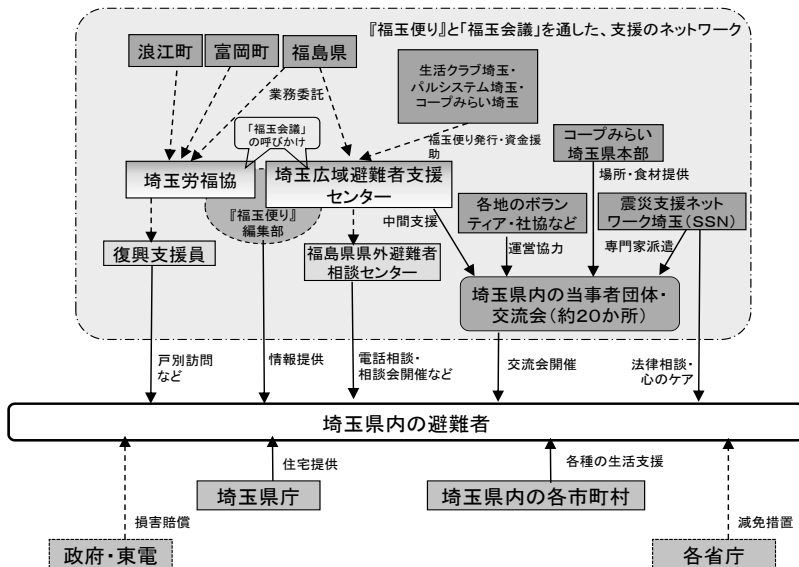 『福玉便り』と「福玉会議」を通した、支援のネットワーク
浪江町
富岡町
福島県
生活クラブ埼玉・
パルシステム埼玉・
コープみらい埼玉
業務委託
「福玉会議」
の呼びかけ
福玉便り発行・資金援
助
コープみらい
埼玉県本部
埼玉労福協
埼玉広域避難者支援
センター
場所・食材提供
『福玉便り』
編集部
中間支援
各地のボラン
ティア・社協など
震災支援ネット
ワーク埼玉(SSN)
復興支援員
福島県県外避難者
相談センター
運営協力
専門家派遣
埼玉県内の当事者団体・
交流会(約20か所)
戸別訪問
など
情報提供
電話相談・
相談会開催など
交流会開催
法律相談・
心のケア
埼玉県内の避難者
住宅提供
各種の生活支援
埼玉県庁
埼玉県内の各市町村
損害賠償
減免措置
政府・東電
各省庁